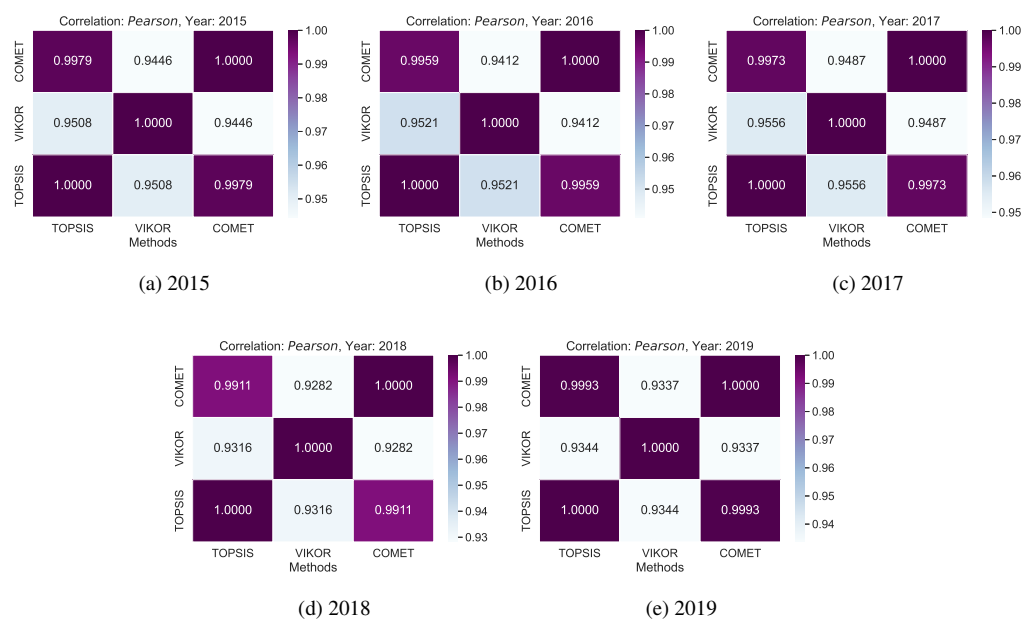 Correlation: Pearson, Year: 2015
COMET 0.9979 0.9446 1.0000
VIKOR 0.9508 1.0000 0.9446
TOPSIS 1.0000 0.9508 0.9979
TOPSIS VIKOR COMET
Methods
1.00
0.99
0.98
0.97
0.96
0.95
(a) 2015
Correlation: Pearson, Year: 2016
COMET 0.9959 0.9412 1.0000
VIKOR 0.9521 1.0000 0.9412
TOPSIS 1.0000 0.9521 0.9959
TOPSIS VIKOR COMET
Methods
1.00
0.99
0.98
0.97
0.96
0.95
(b) 2016
Correlation: Pearson, Year: 2017
COMET 0.9973 0.9487 1.0000
VIKOR 0.9556 1.0000 0.9487
TOPSIS 1.0000 0.9556 0.9973
TOPSIS VIKOR COMET
Methods
1.00
0.99
0.98
0.97
0.96
0.95
(c) 2017
Correlation: Pearson, Year: 2018
COMET 0.9911 0.9282 1.0000
VIKOR 0.9316 1.0000 0.9282
TOPSIS 1.0000 0.9316 0.9911
TOPSIS VIKOR COMET
Methods
1.00
0.99
0.98
0.97
0.96
0.95
0.94
0.93
(d) 2018
Correlation: Pearson, Year: 2019
COMET 0.9993 0.9337 1.0000
VIKOR 0.9344 1.0000 0.9337
TOPSIS 1.0000 0.9344 0.9993
TOPSIS VIKOR COMET
Methods
1.00
0.99
0.98
0.97
0.96
0.95
0.94
(e) 2019